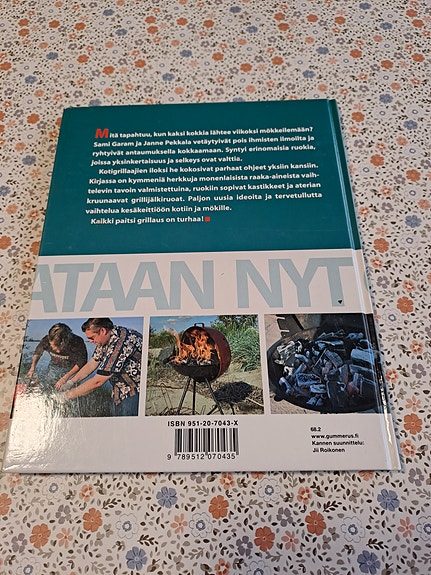 Mitä tapahtuu, kun kaksi kokkia lähtee viikoksi mökkeilemään?
Sami Garam ja Janne Pekkala vetäytyivät pois ihmisten ilmoilta ja
ryhtyivät antaumuksella kokkaamaan. Syntyi erinomaisia ruokia,
joissa yksinkertaisuus ja selkeys ovat valttia.
Kotigrillaajien iloksi he kokosivat parhaat ohjeet yksiin kansiin.
Kirjassa on kymmeniä herkkuja monenlaisista raaka-aineista vaih-
televin tavoin valmistettuina, ruokiin sopivat kastikkeet ja aterian
kruunaavat grillijälkiruoat. Paljon uusia ideoita ja tervetullutta
vaihtelua kesäkeittiöön kotiin ja mökille.
Kaikki paitsi grillaus on turhaa!
ATAAN NYT
ISBN 951-20-7043-X
9 789512 070435
68.2
www.gummerus.fi
Kannen suunnittelu:
Jii Roikonen